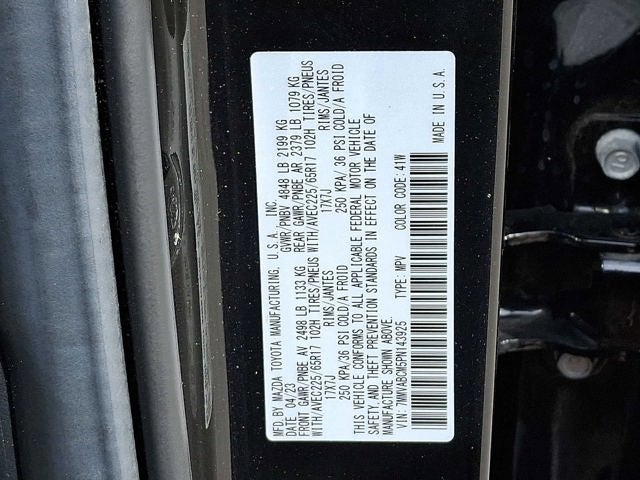 MFD.BY MAZDA TOYOTA MANUFACTURING, U.S.A., INC.
DATE 04/23 GVWR/PNBV 4848 LB 2199 KG
FRONT GAWR/PNBE AV 2498 LB 1133 KG REAR GAWR/PNBE AR 2379 LB 1079 KG
WITH/AVEC225/65R17 102H TIRES/PNEUS WITH/AVEC225/65R17 102H TIRES/PNEUS
17X7J RIMS/JANTES 17X7J RIMS/JANTES
250 KPA/36 PSI COLD/A FROID 250 KPA/ 36 PSI COLD/A FROID
THIS VEHICLE CONFORMS TO ALL APPLICABLE FEDERAL MOTOR VEHICLE
SAFETY, AND THEFT PREVENTION STANDARDS IN EFFECT ON THE DATE OF
MANUFACTURE SHOWN ABOVE.
VIN: 7MMVABCM5PN143925 TYPE: MPV COLOR CODE: 41W
MADE IN U.S.A.